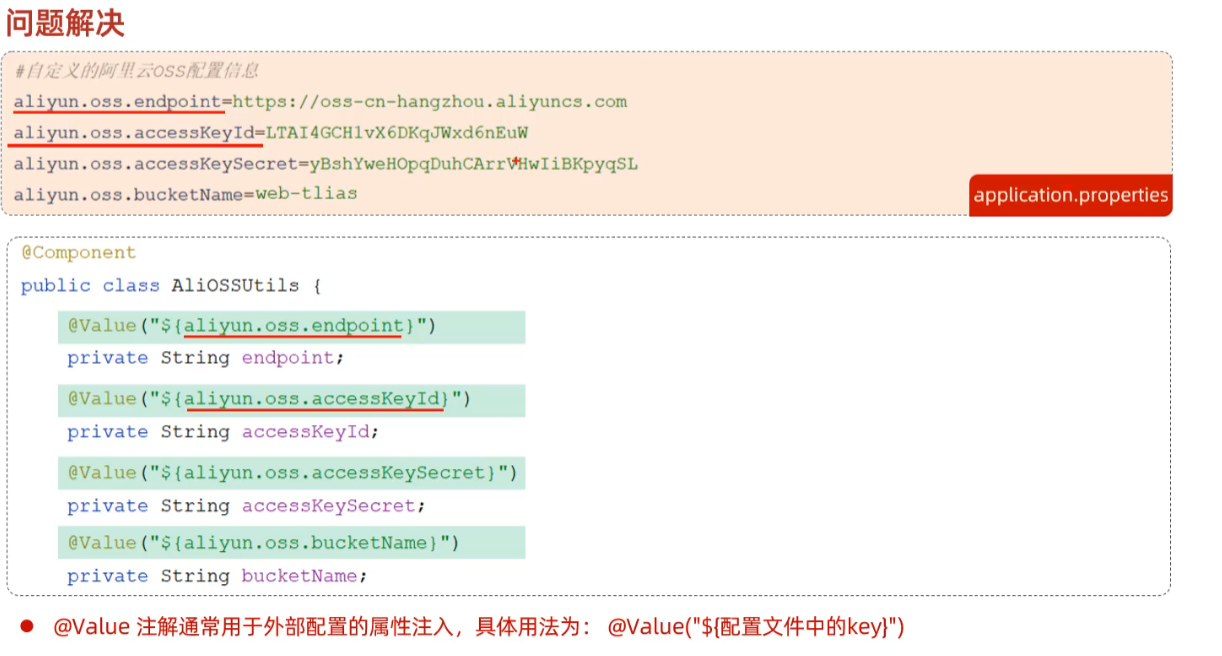 问题解决
#自定义的阿里云OSS配置信息
aliyun.oss.endpoint=https://oss-cn-hangzhou.aliyuncs.com
aliyun.oss.accessKeyId=LTAI4GCH1vX6DKqJWxd6nEuW
aliyun.oss.accessKeySecret=yBshYweHOpqDuhCArrVHwIiBKpyqSL
aliyun.oss.bucketName=web-tlias
application.properties
@Component
public class AliOSSUtils {
@Value("${aliyun.oss.endpoint}")
private String endpoint;
@Value("${aliyun.oss.accessKeyId}")
private String accessKeyId;
@Value("${aliyun.oss.accessKeySecret}")
private String accessKeySecret;
@Value("${aliyun.oss.bucketName}")
private String bucketName;
● @Value 注解通常用于外部配置的属性注入，具体用法为： @Value("${配置文件中的key}")